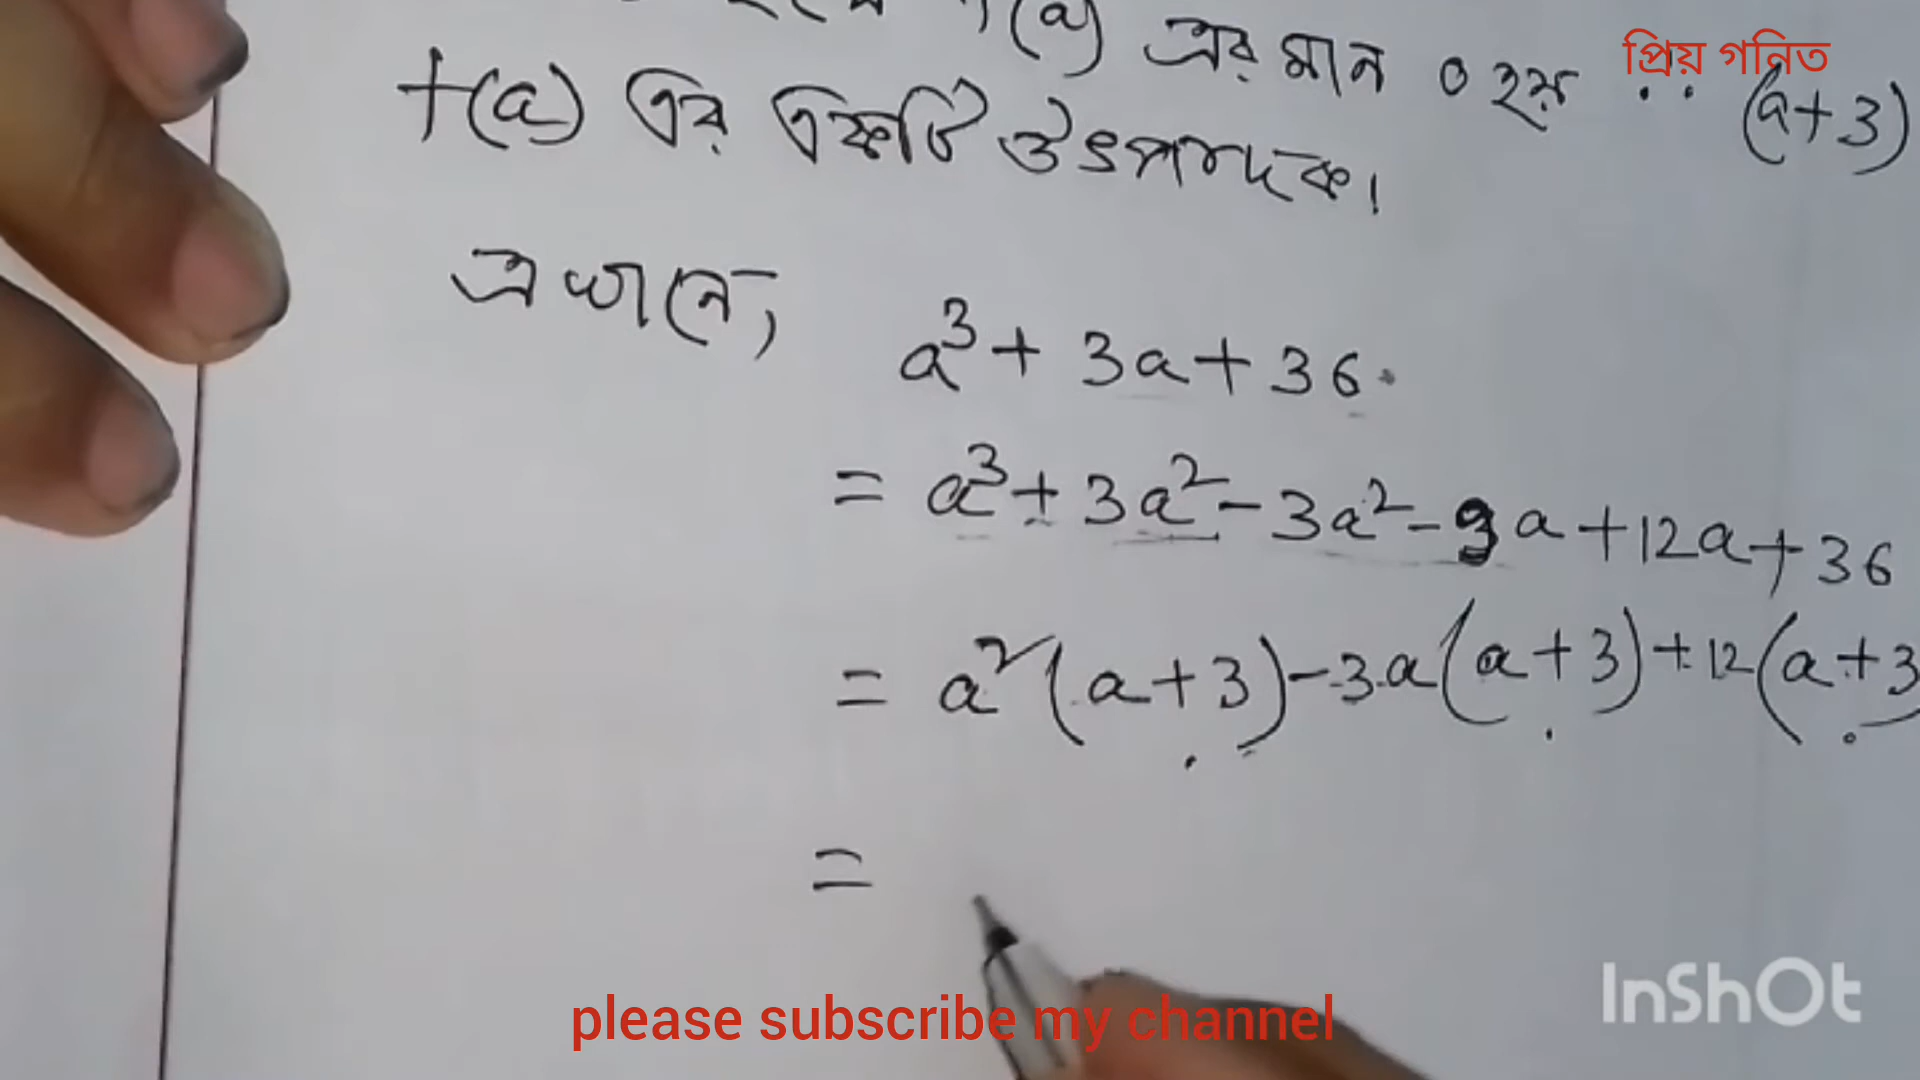 f(a) এর মান 0 হয় ∴ (a+3)
প্রিয় গনিত
f(a) এর একটি উৎপাদক।
এখানে, a³ + 3a + 36
= a³ + 3a² - 3a² - 9a + 12a + 36
= a² (a+3) - 3a (a+3) + 12 (a+3)
=
InShOt
please subscribe my channel